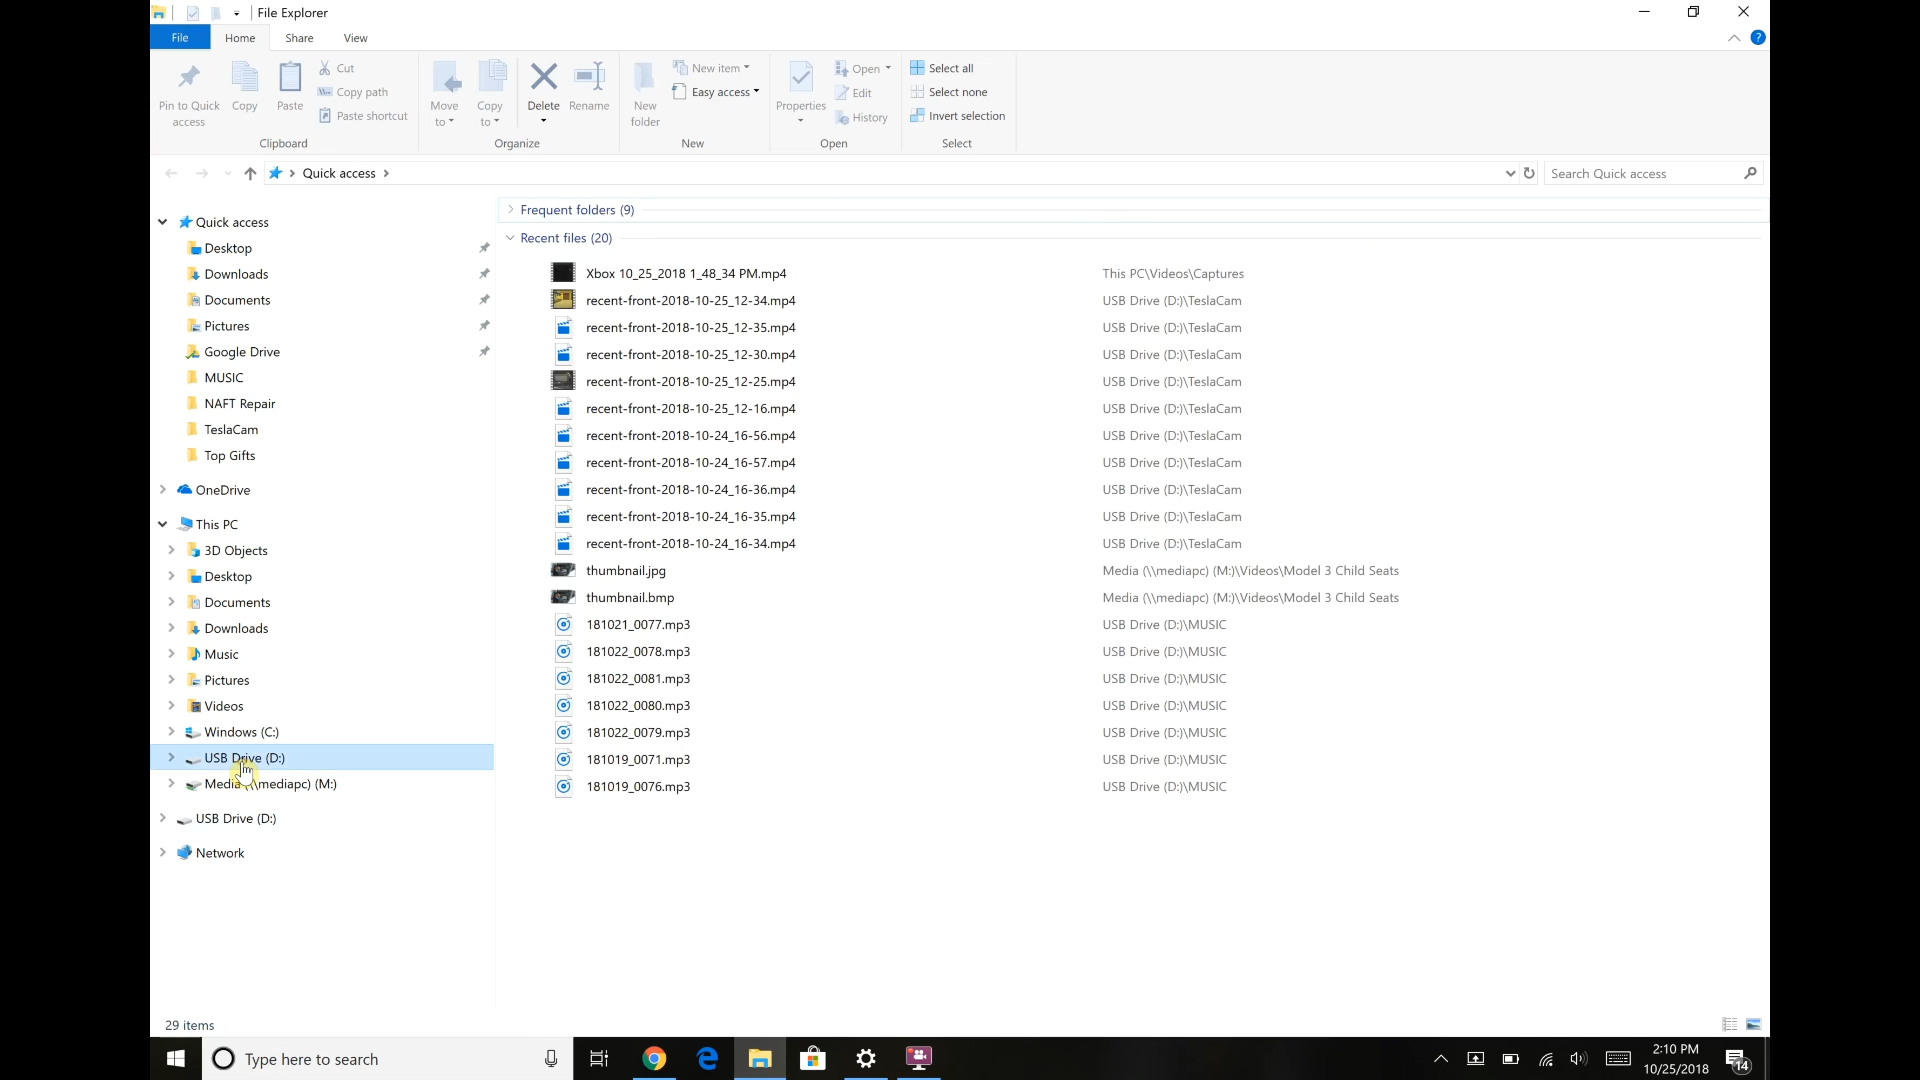 File Explorer
File Home Share View
Pin to Quick access
Copy
Paste
Cut
Copy path
Paste shortcut
Clipboard
Move to
Copy to
Delete
Rename
Organize
New folder
New item
Easy access
New
Properties
Open
Edit
History
Open
Select all
Select none
Invert selection
Select
Quick access
Search Quick access
Quick access
Desktop
Downloads
Documents
Pictures
Google Drive
MUSIC
NAFT Repair
TeslaCam
Top Gifts
OneDrive
This PC
3D Objects
Desktop
Documents
Downloads
Music
Pictures
Videos
Windows (C:)
USB Drive (D:)
Media (\\mediapc) (M:)
USB Drive (D:)
Network
Frequent folders (9)
Recent files (20)
Xbox 10_25_2018 1_48_34 PM.mp4 This PC\Videos\Captures
recent-front-2018-10-25_12-34.mp4 USB Drive (D:)\TeslaCam
recent-front-2018-10-25_12-35.mp4 USB Drive (D:)\TeslaCam
recent-front-2018-10-25_12-30.mp4 USB Drive (D:)\TeslaCam
recent-front-2018-10-25_12-25.mp4 USB Drive (D:)\TeslaCam
recent-front-2018-10-25_12-16.mp4 USB Drive (D:)\TeslaCam
recent-front-2018-10-24_16-56.mp4 USB Drive (D:)\TeslaCam
recent-front-2018-10-24_16-57.mp4 USB Drive (D:)\TeslaCam
recent-front-2018-10-24_16-36.mp4 USB Drive (D:)\TeslaCam
recent-front-2018-10-24_16-35.mp4 USB Drive (D:)\TeslaCam
recent-front-2018-10-24_16-34.mp4 USB Drive (D:)\TeslaCam
thumbnail.jpg Media (\\mediapc) (M:)\Videos\Model 3 Child Seats
thumbnail.bmp Media (\\mediapc) (M:)\Videos\Model 3 Child Seats
181021_0077.mp3 USB Drive (D:)\MUSIC
181022_0078.mp3 USB Drive (D:)\MUSIC
181022_0081.mp3 USB Drive (D:)\MUSIC
181022_0080.mp3 USB Drive (D:)\MUSIC
181022_0079.mp3 USB Drive (D:)\MUSIC
181019_0071.mp3 USB Drive (D:)\MUSIC
181019_0076.mp3 USB Drive (D:)\MUSIC
29 items
Type here to search
2:10 PM
10/25/2018
14